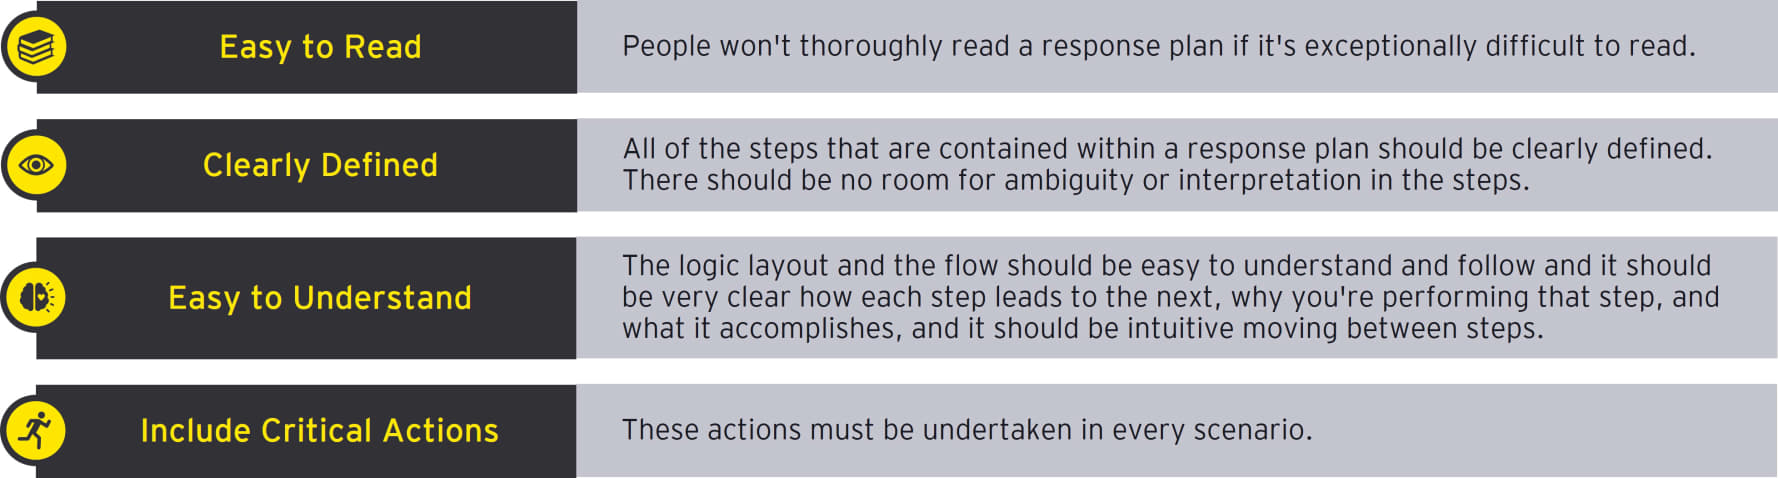 Easy to Read
People won't thoroughly read a response plan if it's exceptionally difficult to read.
Clearly Defined
All of the steps that are contained within a response plan should be clearly defined.
There should be no room for ambiguity or interpretation in the steps.
Easy to Understand
The logic layout and the flow should be easy to understand and follow and it should
be very clear how each step leads to the next, why you're performing that step, and
what it accomplishes, and it should be intuitive moving between steps.
Include Critical Actions
These actions must be undertaken in every scenario.